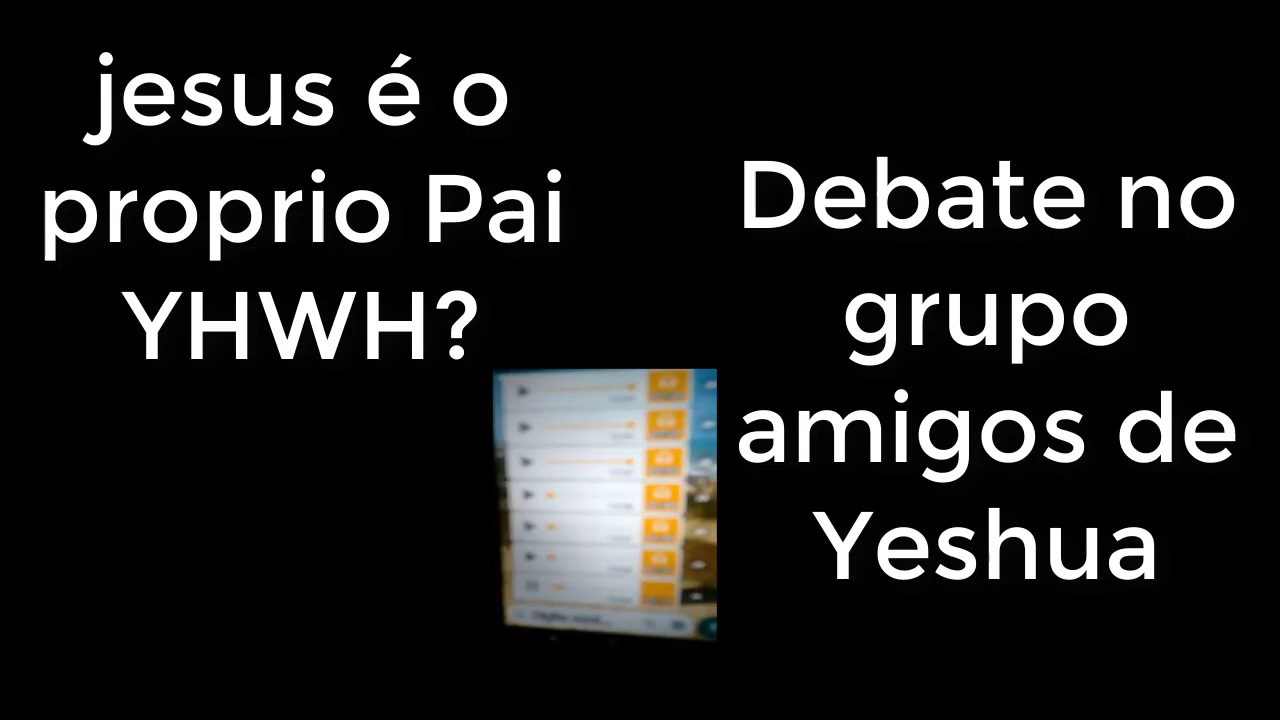 jesus é o
proprio Pai
YHWH?
Debate no
grupo
amigos de
Yeshua